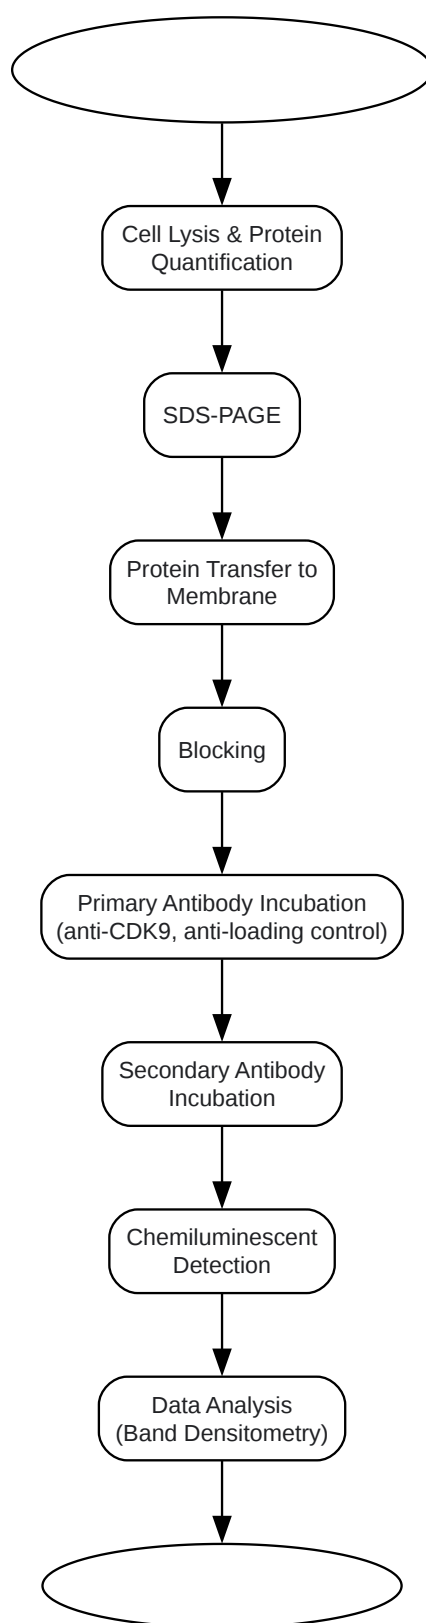 Cell Lysis & Protein
Quantification
SDS-PAGE
Protein Transfer to
Membrane
Blocking
Primary Antibody Incubation
(anti-CDK9, anti-loading control)
Secondary Antibody
Incubation
Chemiluminescent
Detection
Data Analysis
(Band Densitometry)